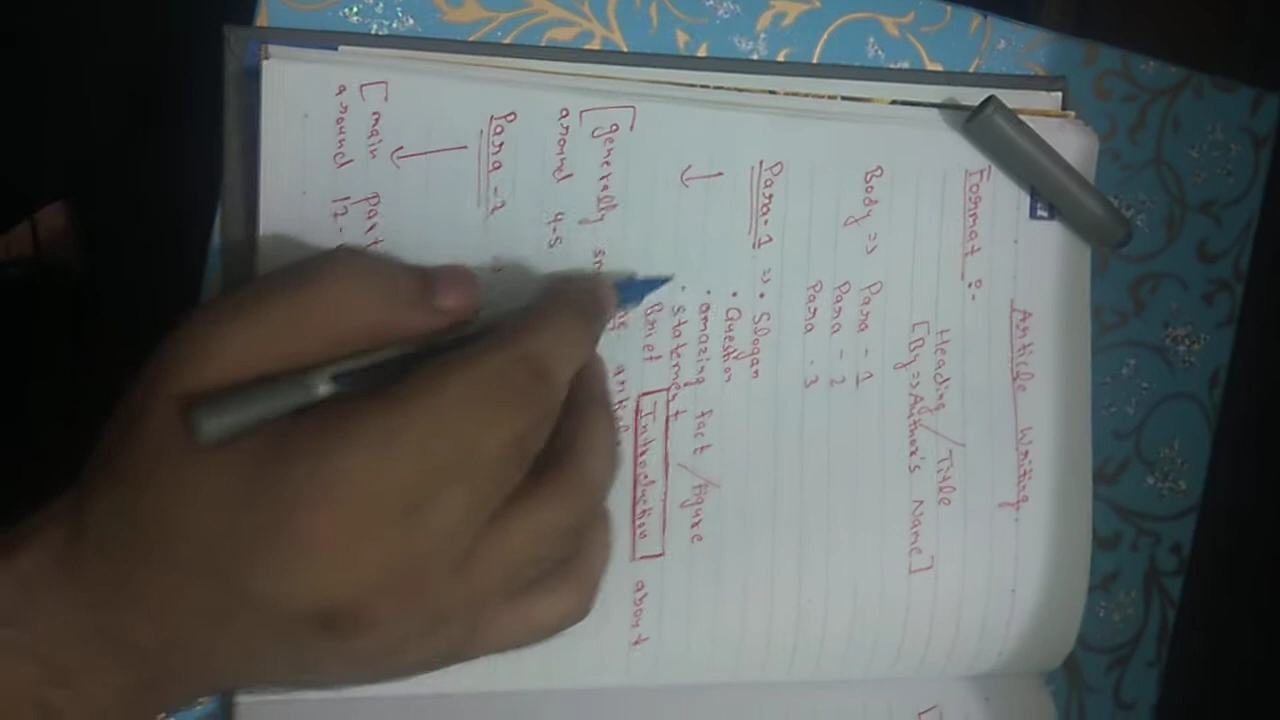 Article Writing.
Format :-
Heading/Title
[By => Author's Name]
Body => Para - 1
Para - 2
Para - 3
Para-1 => • Slogan
• Question
• amazing fact/figure
• statement
Brief Introduction about
article
[generally
around 4-5
Para-2
[main part
around 12-